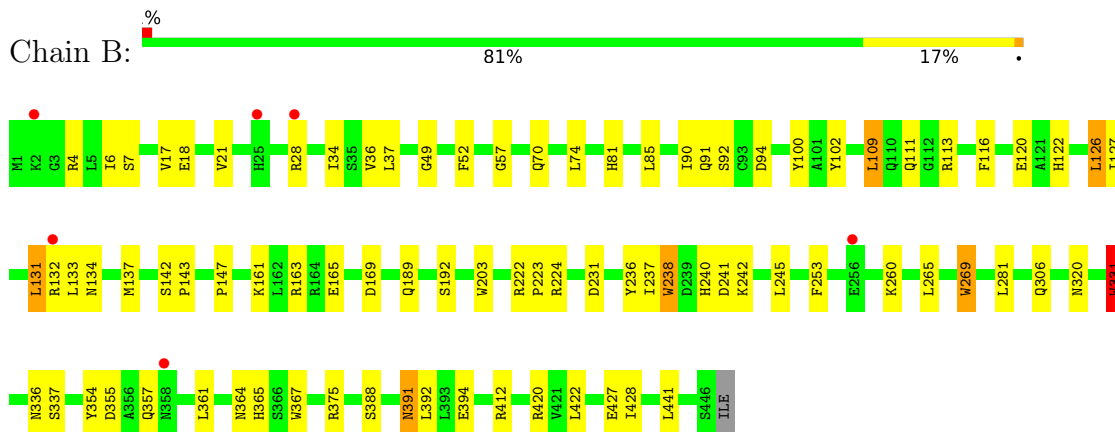 .%
Chain B:
81% 17% •
M1 K2 G3 R4 L5 I6 S7 V17 E18 V21 H25 R28 I34 S35 V36 L37 G49 F52 G57 Q70 L74 H81 L85 I90 Q91 S92 C93 D94 Y100 A101 Y102 L109 Q110 Q111 G112 R113 F116 E120 A121 H122 L126
L131 R132 L133 N134 M137 S142 P143 P147 K161 L162 R163 R164 E165 D169 Q189 S192 W203 R222 P223 R224 D231 Y236 I237 W238 D239 H240 D241 K242 L245 F253 E256 K260 L265 W269 L281 Q306 N320
N336 S337 Y354 D355 A356 Q357 N358 L361 N364 H365 S366 W367 R375 S388 N391 L392 L393 E394 R412 R420 V421 L422 E427 I428 L441 S446 ILE